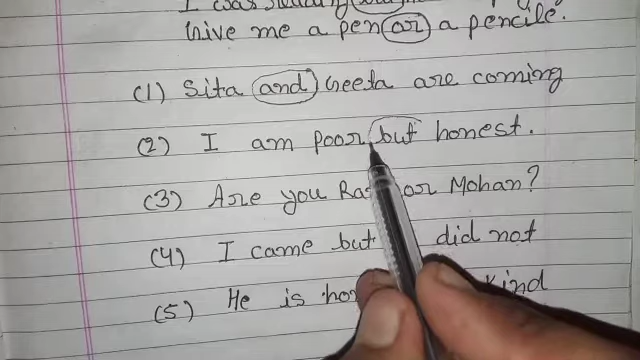 I was
Give me a pen or a pencile.
(1) Sita and Geeta are coming
(2) I am poor but honest.
(3) Are you or Mohan?
(4) I came but did not
(5) He is kind